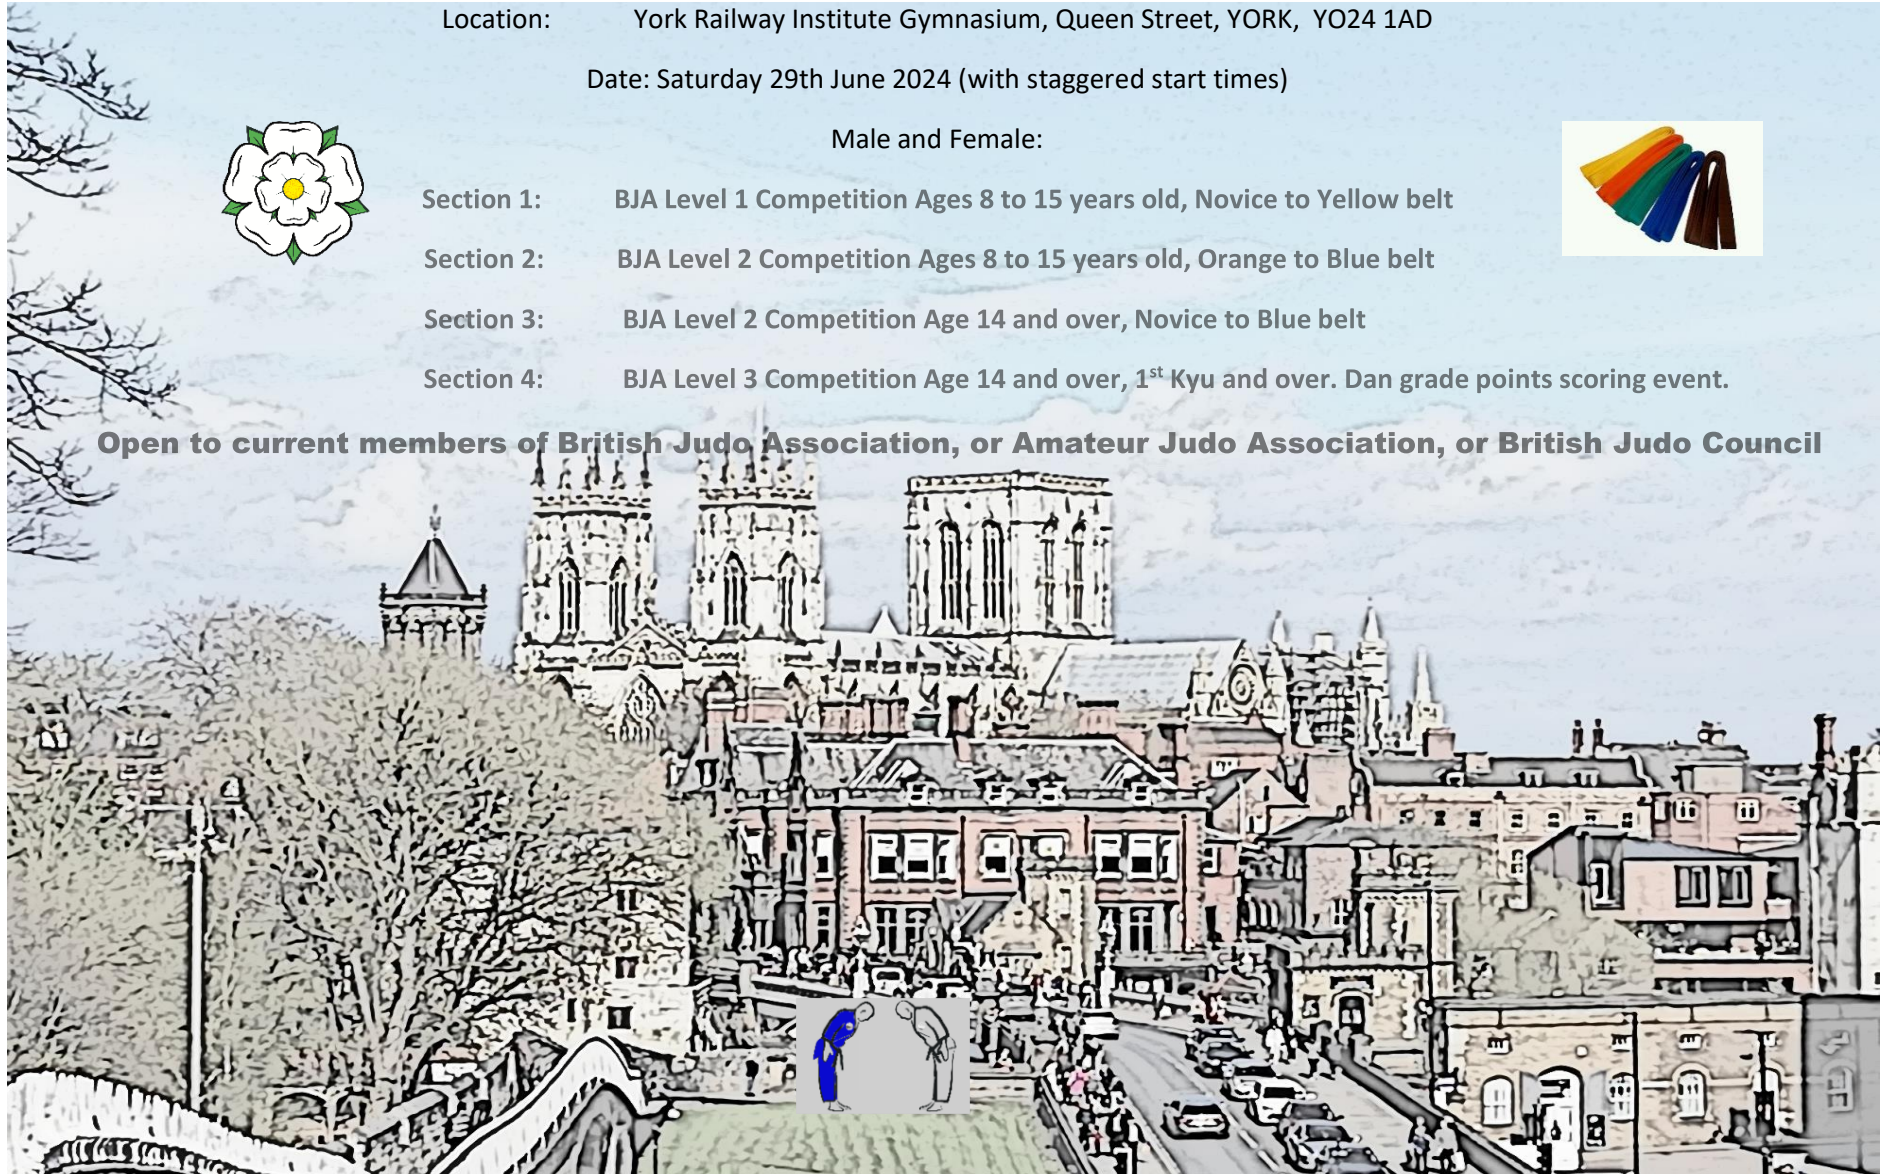 Location: York Railway Institute Gymnasium, Queen Street, YORK, YO24 1AD
Date: Saturday 29th June 2024 (with staggered start times)
Male and Female:
Section 1: BJA Level 1 Competition Ages 8 to 15 years old, Novice to Yellow belt
Section 2: BJA Level 2 Competition Ages 8 to 15 years old, Orange to Blue belt
Section 3: BJA Level 2 Competition Age 14 and over, Novice to Blue belt
Section 4: BJA Level 3 Competition Age 14 and over, 1st Kyu and over. Dan grade points scoring event.
Open to current members of British Judo Association, or Amateur Judo Association, or British Judo Council